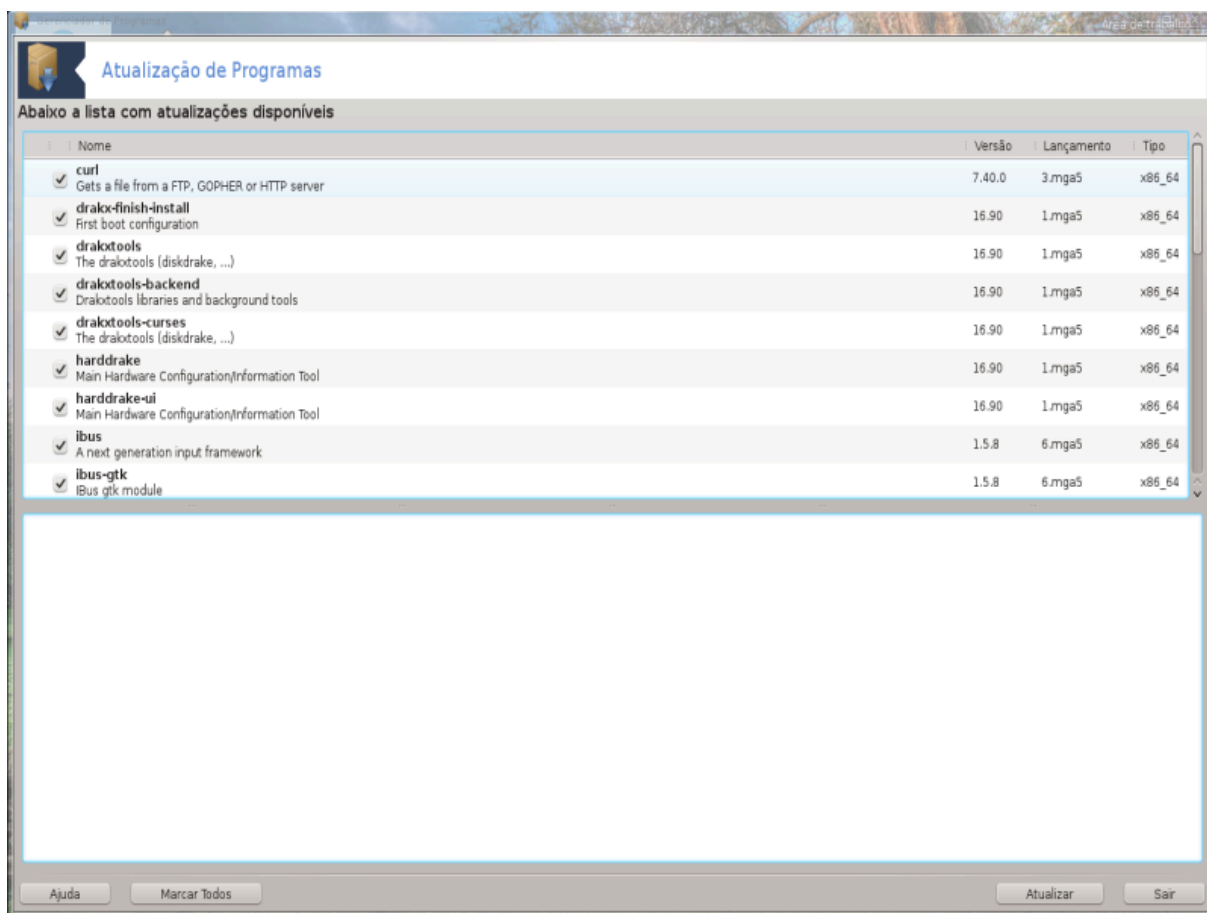 Gerenciador de Programas
Área de trabalho
Atualização de Programas
Abaixo a lista com atualizações disponíveis
Nome Versão Lançamento Tipo
curl
Gets a file from a FTP, GOPHER or HTTP server 7.40.0 3.mga5 x86_64
drakx-finish-install
First boot configuration 16.90 1.mga5 x86_64
drakxtools
The drakxtools (diskdrake, ...) 16.90 1.mga5 x86_64
drakxtools-backend
Drakxtools libraries and background tools 16.90 1.mga5 x86_64
drakxtools-curses
The drakxtools (diskdrake, ...) 16.90 1.mga5 x86_64
harddrake
Main Hardware Configuration/Information Tool 16.90 1.mga5 x86_64
harddrake-ui
Main Hardware Configuration/Information Tool 16.90 1.mga5 x86_64
ibus
A next generation input framework 1.5.8 6.mga5 x86_64
ibus-gtk
IBus gtk module 1.5.8 6.mga5 x86_64
Ajuda Marcar Todos Atualizar Sair